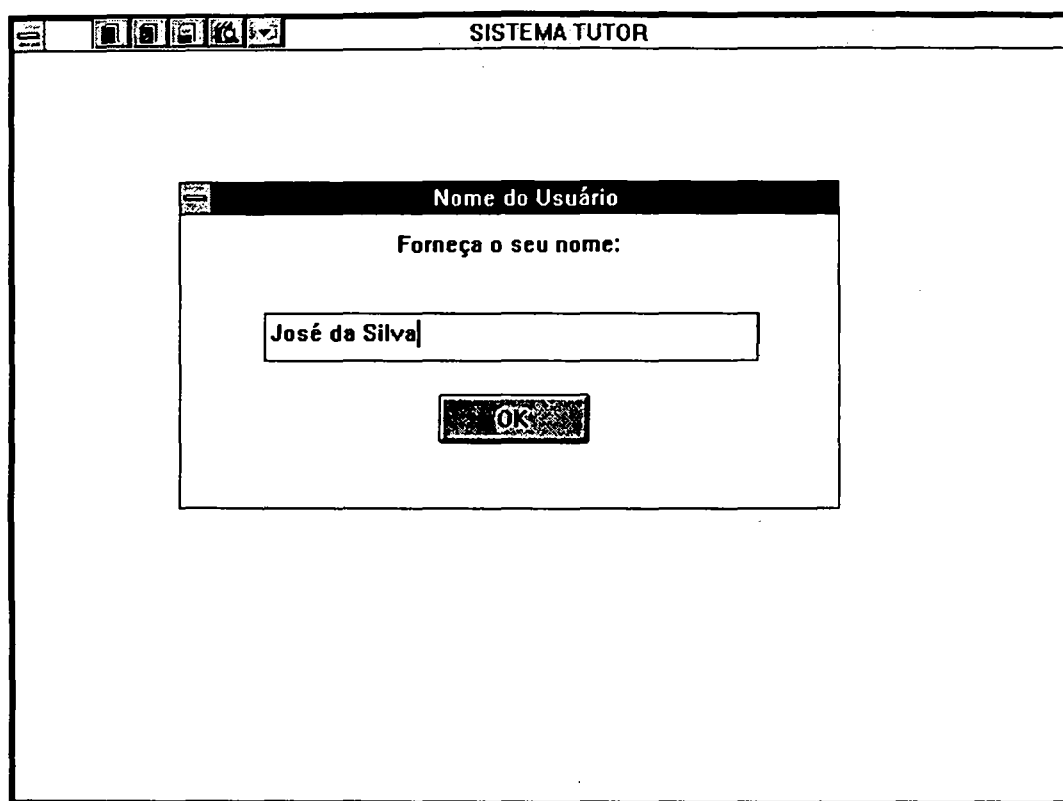 SISTEMA TUTOR
Nome do Usuário
Forneça o seu nome:
José da Silva
OK